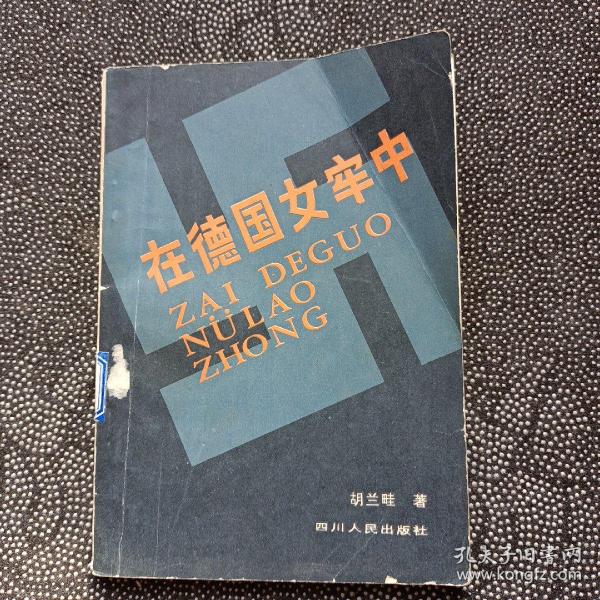 在德国女牢中
ZAI DEGUO
NÜLAO
ZHONG
胡兰畦 著
四川人民出版社
孔夫子旧书网
www.kongfz.com